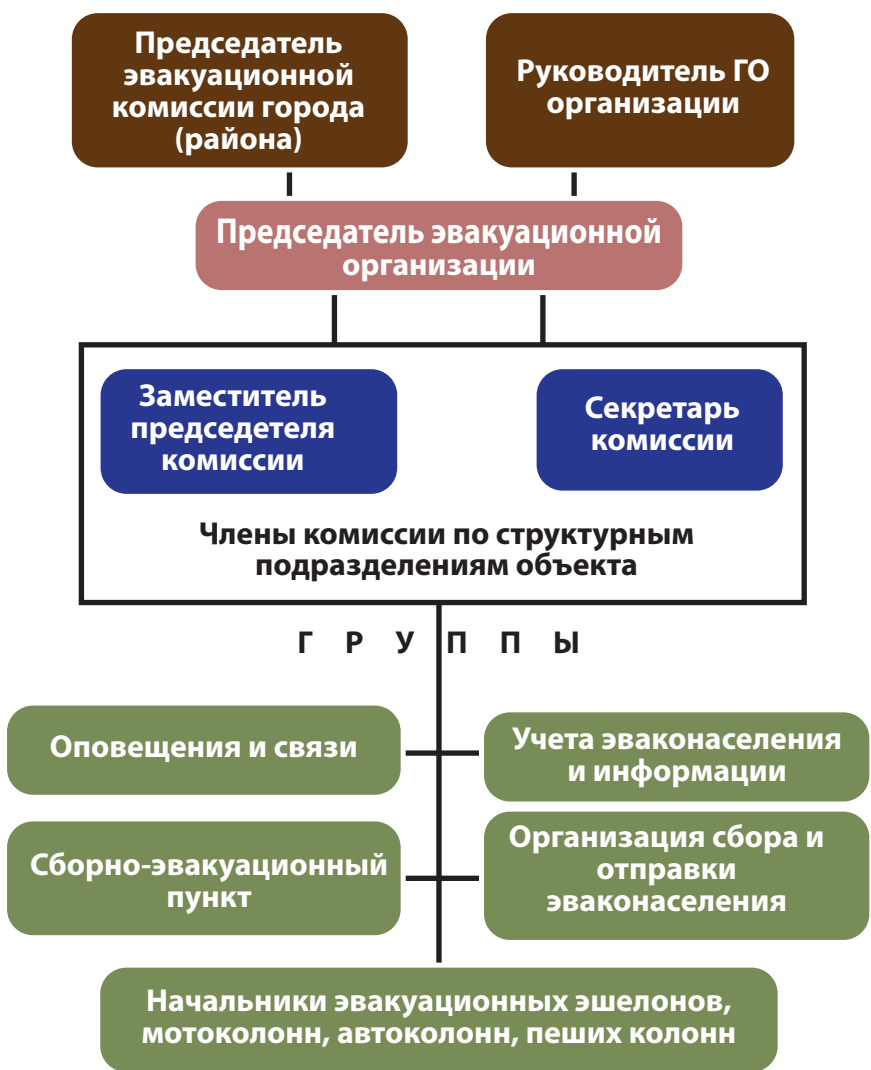 Председатель
эвакуационной
комиссии города
(района)
Руководитель ГО
организации
Председатель эвакуационной
организации
Заместитель
председетеля
комиссии
Секретарь
комиссии
Члены комиссии по структурным
подразделениям объекта
Г Р У П П Ы
Оповещения и связи
Учета эваконаселения
и информации
Сборно-эвакуационный
пункт
Организация сбора и
отправки
эваконаселения
Начальники эвакуационных эшелонов,
мотоколонн, автоколонн, пеших колонн